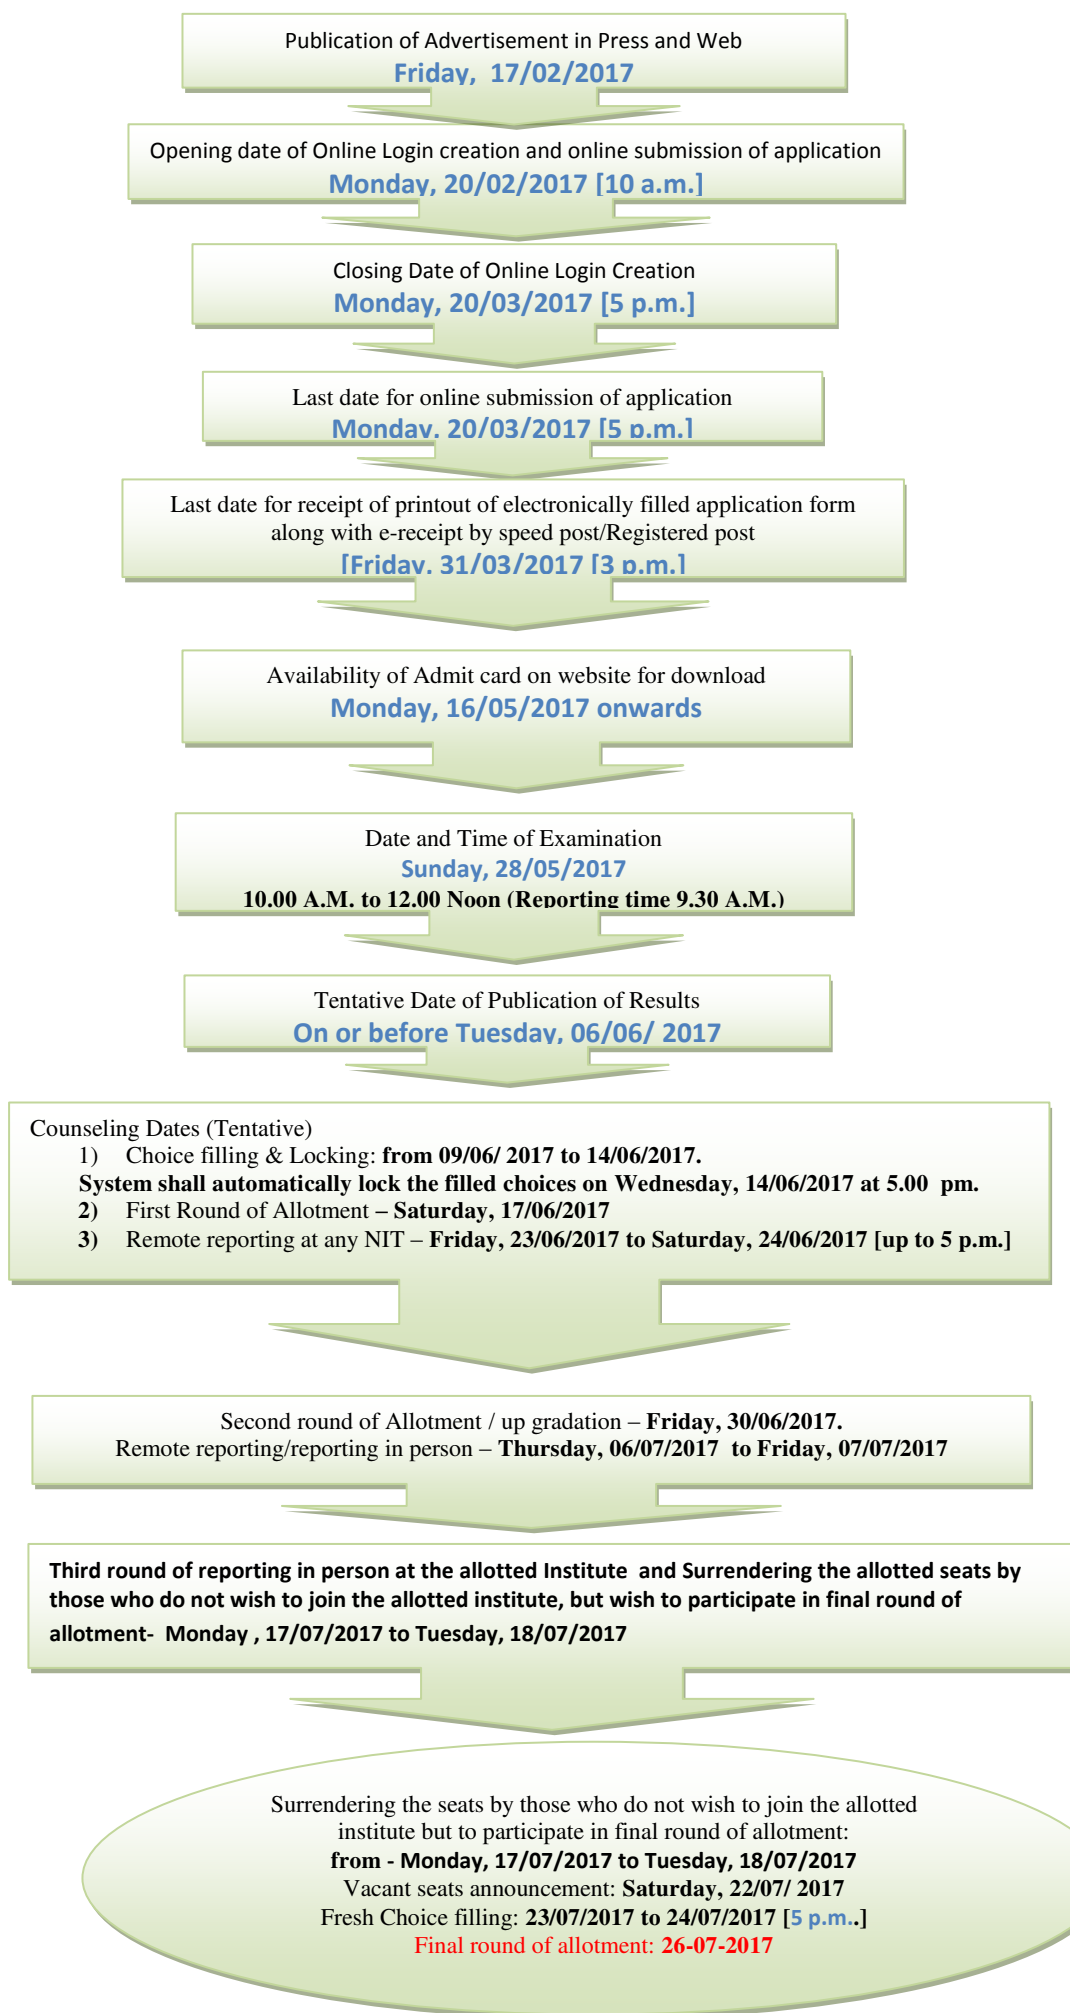 Publication of Advertisement in Press and Web
Friday, 17/02/2017
Opening date of Online Login creation and online submission of application
Monday, 20/02/2017 [10 a.m.]
Closing Date of Online Login Creation
Monday, 20/03/2017 [5 p.m.]
Last date for online submission of application
Monday, 20/03/2017 [5 p.m.]
Last date for receipt of printout of electronically filled application form
along with e-receipt by speed post/Registered post
[Friday, 31/03/2017 [3 p.m.]
Availability of Admit card on website for download
Monday, 16/05/2017 onwards
Date and Time of Examination
Sunday, 28/05/2017
10.00 A.M. to 12.00 Noon (Reporting time 9.30 A.M.)
Tentative Date of Publication of Results
On or before Tuesday, 06/06/ 2017
Counseling Dates (Tentative)
1) Choice filling & Locking: from 09/06/ 2017 to 14/06/2017.
System shall automatically lock the filled choices on Wednesday, 14/06/2017 at 5.00 pm.
2) First Round of Allotment – Saturday, 17/06/2017
3) Remote reporting at any NIT – Friday, 23/06/2017 to Saturday, 24/06/2017 [up to 5 p.m.]
Second round of Allotment / up gradation – Friday, 30/06/2017.
Remote reporting/reporting in person – Thursday, 06/07/2017 to Friday, 07/07/2017
Third round of reporting in person at the allotted Institute and Surrendering the allotted seats by
those who do not wish to join the allotted institute, but wish to participate in final round of
allotment- Monday , 17/07/2017 to Tuesday, 18/07/2017
Surrendering the seats by those who do not wish to join the allotted
institute but to participate in final round of allotment:
from - Monday, 17/07/2017 to Tuesday, 18/07/2017
Vacant seats announcement: Saturday, 22/07/ 2017
Fresh Choice filling: 23/07/2017 to 24/07/2017 [5 p.m..]
Final round of allotment: 26-07-2017